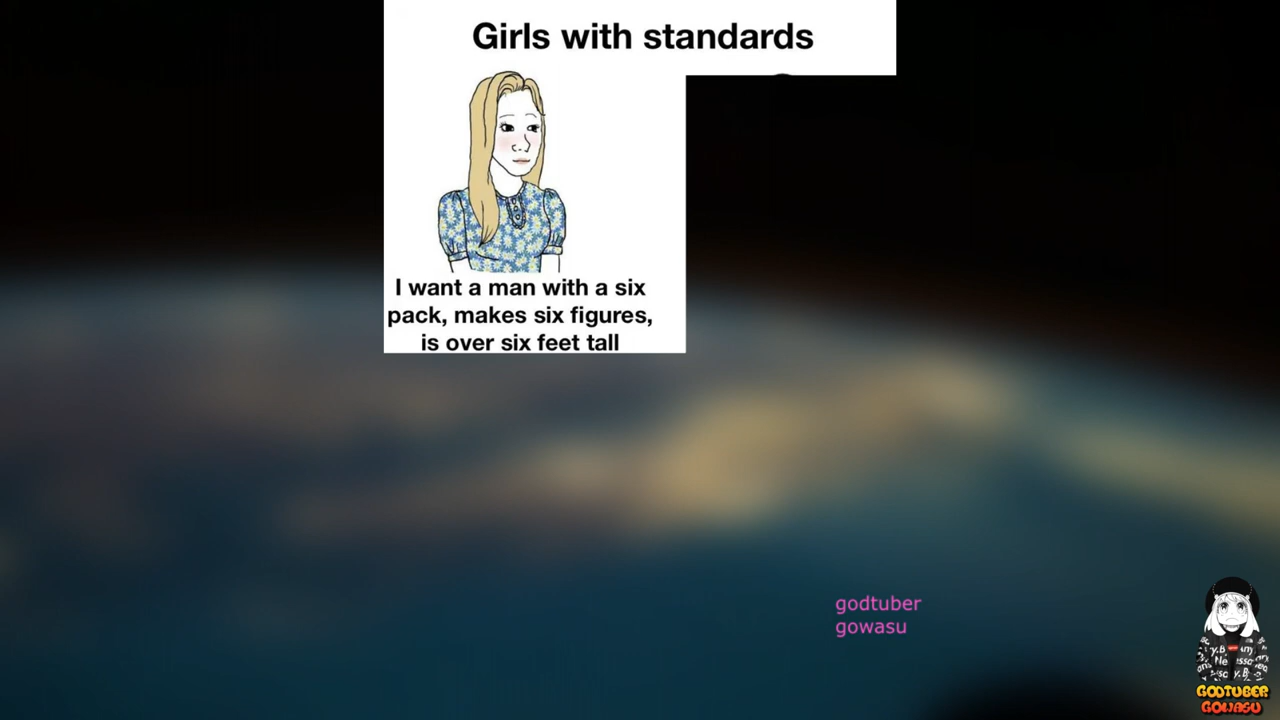 Girls with standards
I want a man with a six
pack, makes six figures,
is over six feet tall
godtuber
gowasu
GODTUBER
GOWASU